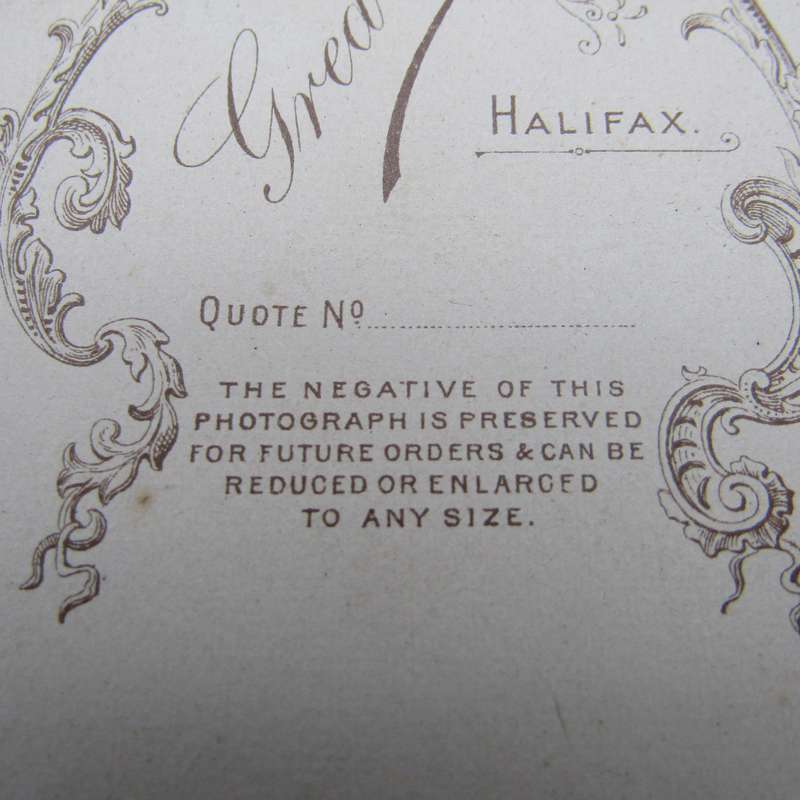 Grea
HALIFAX.
QUOTE Nº
THE NEGATIVE OF THIS
PHOTOGRAPH IS PRESERVED
FOR FUTURE ORDERS & CAN BE
REDUCED OR ENLARGED
TO ANY SIZE.